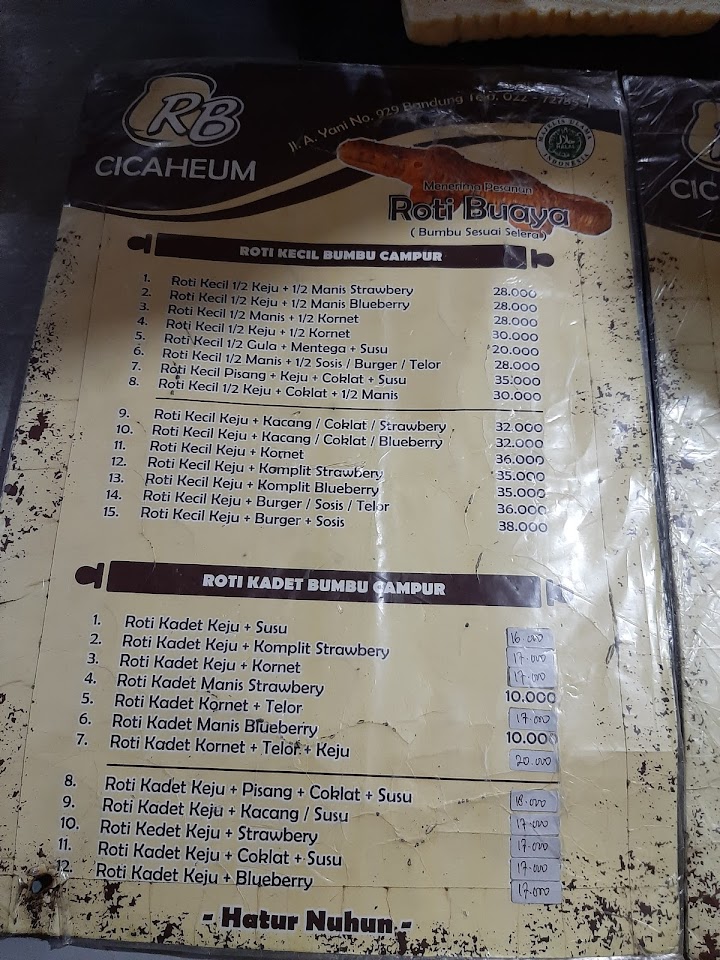 RB
CICAHEUM
Jl. A. Yani No. 929 Bandung
MAJELIS ULAMA
HALAL
INDONESIA
Menerima Pesanan
Roti Buaya
( Bumbu Sesuai Selera )
ROTI KECIL BUMBU CAMPUR
1. Roti Kecil 1/2 Keju + 1/2 Manis Strawbery 28.000
2. Roti Kecil 1/2 Keju + 1/2 Manis Blueberry 28.000
3. Roti Kecil 1/2 Manis + 1/2 Kornet 28.000
4. Roti Kecil 1/2 Keju + 1/2 Kornet 30.000
5. Roti Kecil 1/2 Gula + Mentega + Susu 20.000
6. Roti Kecil 1/2 Manis + 1/2 Sosis / Burger / Telor 28.000
7. Roti Kecil Pisang + Keju + Coklat + Susu 35.000
8. Roti Kecil 1/2 Keju + Coklat + 1/2 Manis 30.000
9. Roti Kecil Keju + Kacang / Coklat / Strawbery 32.000
10. Roti Kecil Keju + Kacang / Coklat / Blueberry 32.000
11. Roti Kecil Keju + Kornet 36.000
12. Roti Kecil Keju + Komplit Strawbery 35.000
13. Roti Kecil Keju + Komplit Blueberry 35.000
14. Roti Kecil Keju + Burger / Sosis / Telor 36.000
15. Roti Kecil Keju + Burger + Sosis 38.000
ROTI KADET BUMBU CAMPUR
1. Roti Kadet Keju + Susu 16.000
2. Roti Kadet Keju + Komplit Strawbery 17.000
3. Roti Kadet Keju + Kornet 17.000
4. Roti Kadet Manis Strawbery 10.000
5. Roti Kadet Kornet + Telor 17.000
6. Roti Kadet Manis Blueberry 10.000
7. Roti Kadet Kornet + Telor + Keju 20.000
8. Roti Kadet Keju + Pisang + Coklat + Susu 18.000
9. Roti Kadet Keju + Kacang / Susu 17.000
10. Roti Kedet Keju + Strawbery 17.000
11. Roti Kadet Keju + Coklat + Susu 17.000
12. Roti Kadet Keju + Blueberry 17.000
- Hatur Nuhun -